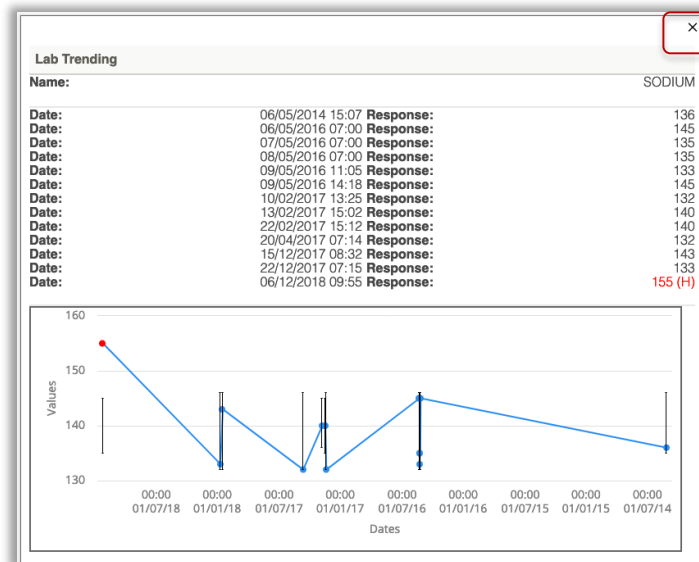 ×
Lab Trending
Name: SODIUM
Date: 06/05/2014 15:07 Response: 136
Date: 06/05/2016 07:00 Response: 145
Date: 07/05/2016 07:00 Response: 135
Date: 08/05/2016 07:00 Response: 135
Date: 09/05/2016 11:05 Response: 133
Date: 09/05/2016 14:18 Response: 145
Date: 10/02/2017 13:25 Response: 132
Date: 13/02/2017 15:02 Response: 140
Date: 22/02/2017 15:12 Response: 140
Date: 20/04/2017 07:14 Response: 132
Date: 15/12/2017 08:32 Response: 143
Date: 22/12/2017 07:15 Response: 133
Date: 06/12/2018 09:55 Response: 155 (H)
160
150
140
130
Values
00:00 00:00 00:00 00:00 00:00 00:00 00:00 00:00 00:00
01/07/18 01/01/18 01/07/17 01/01/17 01/07/16 01/01/16 01/07/15 01/01/15 01/07/14
Dates